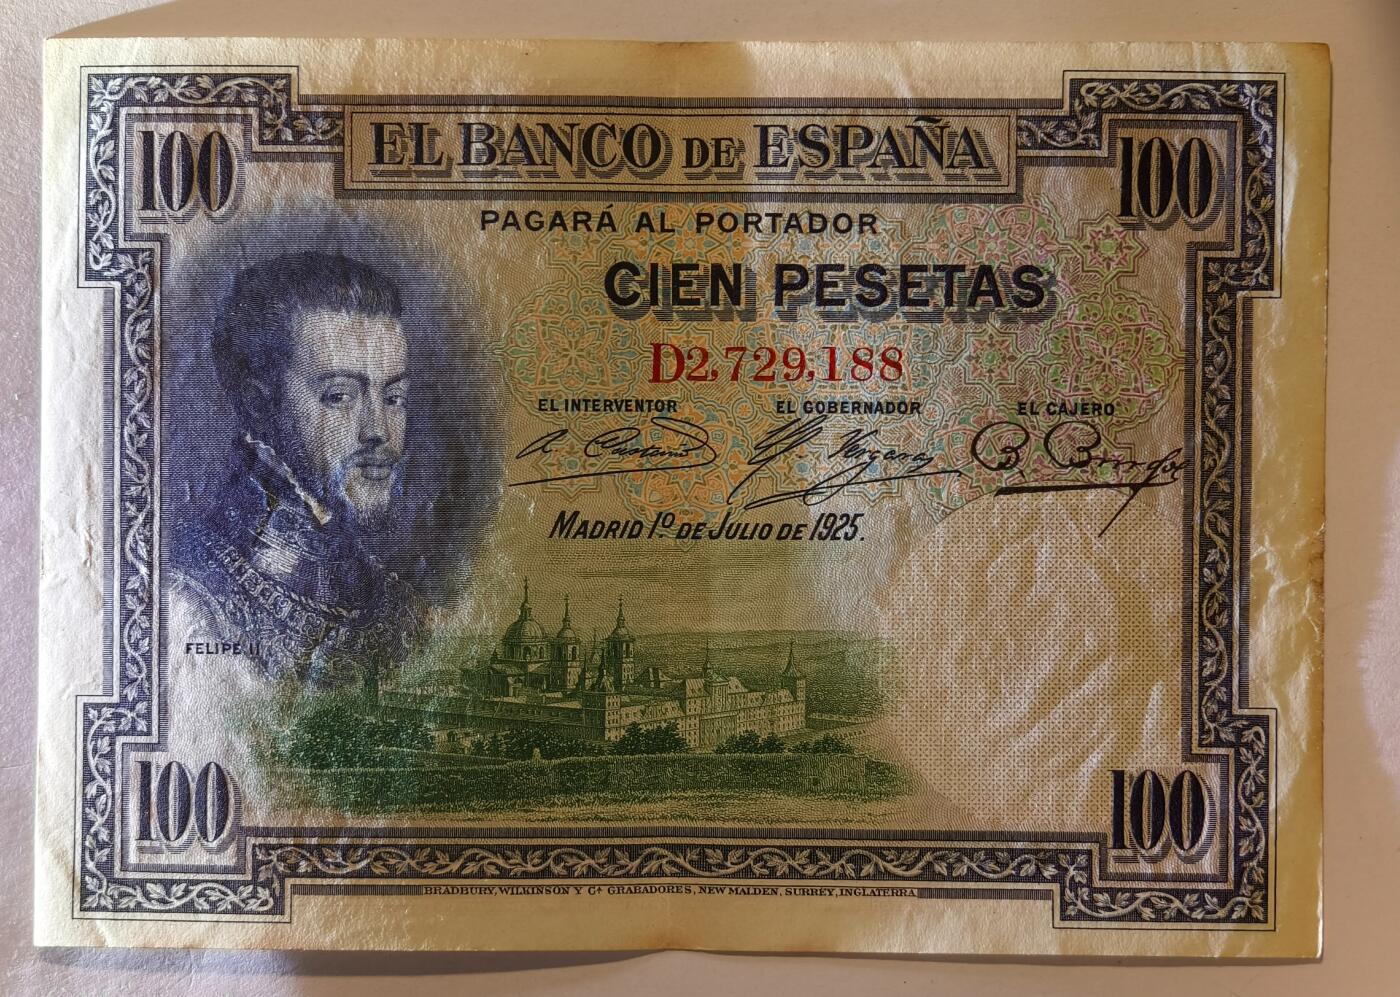 100
EL BANCO DE ESPAÑA
100
PAGARÁ AL PORTADOR
CIEN PESETAS
D2,729,188
EL INTERVENTOR EL GOBERNADOR EL CAJERO
MADRID 1º DE JULIO DE 1925.
FELIPE II
100
100
BRADBURY, WILKINSON Y Cª GRABADORES, NEW MALDEN, SURREY, INGLATERRA